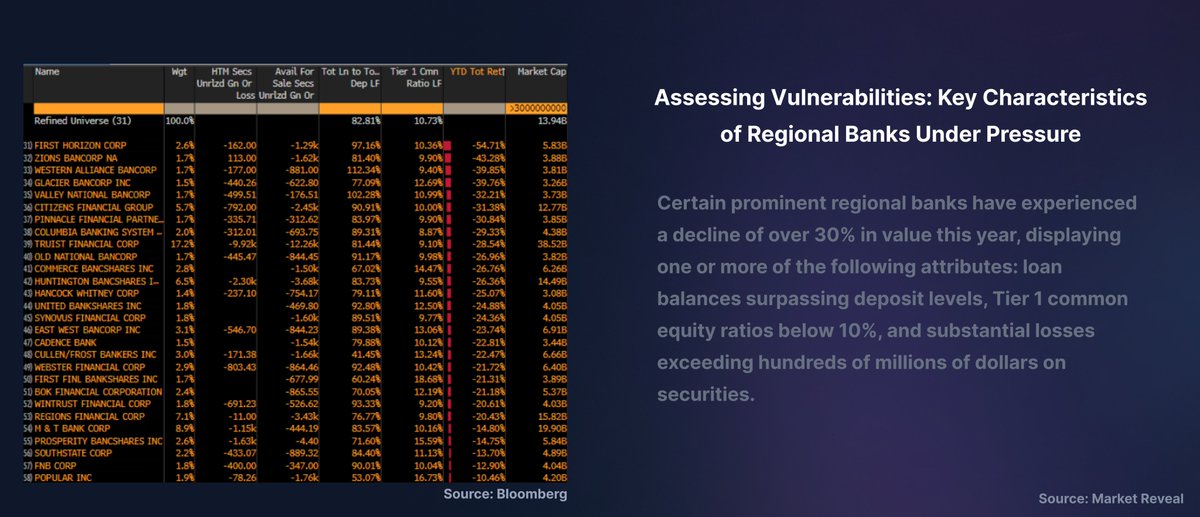 Name Wgt HTM Secs Avail For Tot Ln to To... Tier 1 Cmn YTD Tot Ret↑ Market Cap
Unrlzd Gn Or Sale Secs Dep LF Ratio LF
Loss Unrlzd Gn Or
>3000000000
Refined Universe (31) 100.0% 82.81% 10.73% 13.94B
31) FIRST HORIZON CORP 2.6% -162.00 -1.29k 97.16% 10.36% -54.71% 5.83B
32) ZIONS BANCORP NA 1.7% 113.00 -1.62k 81.40% 9.90% -43.28% 3.88B
33) WESTERN ALLIANCE BANCORP 1.7% -177.00 -881.00 112.34% 9.40% -39.85% 3.81B
34) GLACIER BANCORP INC 1.5% -440.26 -622.80 77.09% 12.69% -39.76% 3.26B
35) VALLEY NATIONAL BANCORP 1.7% -499.51 -176.51 102.28% 10.99% -32.21% 3.73B
36) CITIZENS FINANCIAL GROUP 5.7% -792.00 -2.45k 90.91% 10.00% -31.38% 12.77B
37) PINNACLE FINANCIAL PARTNE... 1.7% -335.71 -312.62 83.97% 9.90% -30.84% 3.85B
38) COLUMBIA BANKING SYSTEM ... 2.0% -312.01 -693.75 89.31% 8.87% -29.33% 4.38B
39) TRUIST FINANCIAL CORP 17.2% -9.92k -12.26k 81.44% 9.10% -28.54% 38.52B
40) OLD NATIONAL BANCORP 1.7% -445.47 -844.45 91.17% 9.98% -26.96% 3.82B
41) COMMERCE BANCSHARES INC 2.8% -1.50k 67.02% 14.47% -26.76% 6.26B
42) HUNTINGTON BANCSHARES I... 6.5% -2.30k -3.68k 83.73% 9.55% -26.36% 14.49B
43) HANCOCK WHITNEY CORP 1.4% -237.10 -754.17 79.11% 11.60% -25.07% 3.08B
44) UNITED BANKSHARES INC 1.8% -469.80 92.80% 12.50% -24.88% 4.05B
45) SYNOVUS FINANCIAL CORP 1.8% -1.60k 89.51% 9.77% -24.36% 4.05B
46) EAST WEST BANCORP INC 3.1% -546.70 -844.23 89.38% 13.06% -23.74% 6.91B
47) CADENCE BANK 1.5% -1.54k 79.88% 10.12% -22.81% 3.44B
48) CULLEN/FROST BANKERS INC 3.0% -171.38 -1.66k 41.45% 13.24% -22.47% 6.66B
49) WEBSTER FINANCIAL CORP 2.9% -803.43 -864.46 92.48% 10.42% -21.72% 6.40B
50) FIRST FINL BANKSHARES INC 1.7% -677.99 60.24% 18.68% -21.31% 3.89B
51) BOK FINANCIAL CORPORATION 2.4% -865.55 70.05% 12.19% -21.18% 5.37B
52) WINTRUST FINANCIAL CORP 1.8% -691.23 -526.62 93.33% 9.20% -20.61% 4.03B
53) REGIONS FINANCIAL CORP 7.1% -11.00 -3.43k 76.77% 9.80% -20.43% 15.82B
54) M & T BANK CORP 8.9% -1.15k -444.19 83.57% 10.16% -14.80% 19.90B
55) PROSPERITY BANCSHARES INC 2.6% -1.63k -4.40 71.60% 15.59% -14.75% 5.84B
56) SOUTHSTATE CORP 2.2% -433.07 -889.32 84.40% 11.13% -13.70% 4.89B
57) FNB CORP 1.8% -400.00 -347.00 90.01% 10.04% -12.90% 4.04B
58) POPULAR INC 1.9% -78.26 -1.76k 53.07% 16.73% -10.46% 4.20B
Source: Bloomberg
Assessing Vulnerabilities: Key Characteristics
of Regional Banks Under Pressure
Certain prominent regional banks have experienced
a decline of over 30% in value this year, displaying
one or more of the following attributes: loan
balances surpassing deposit levels, Tier 1 common
equity ratios below 10%, and substantial losses
exceeding hundreds of millions of dollars on
securities.
Source: Market Reveal